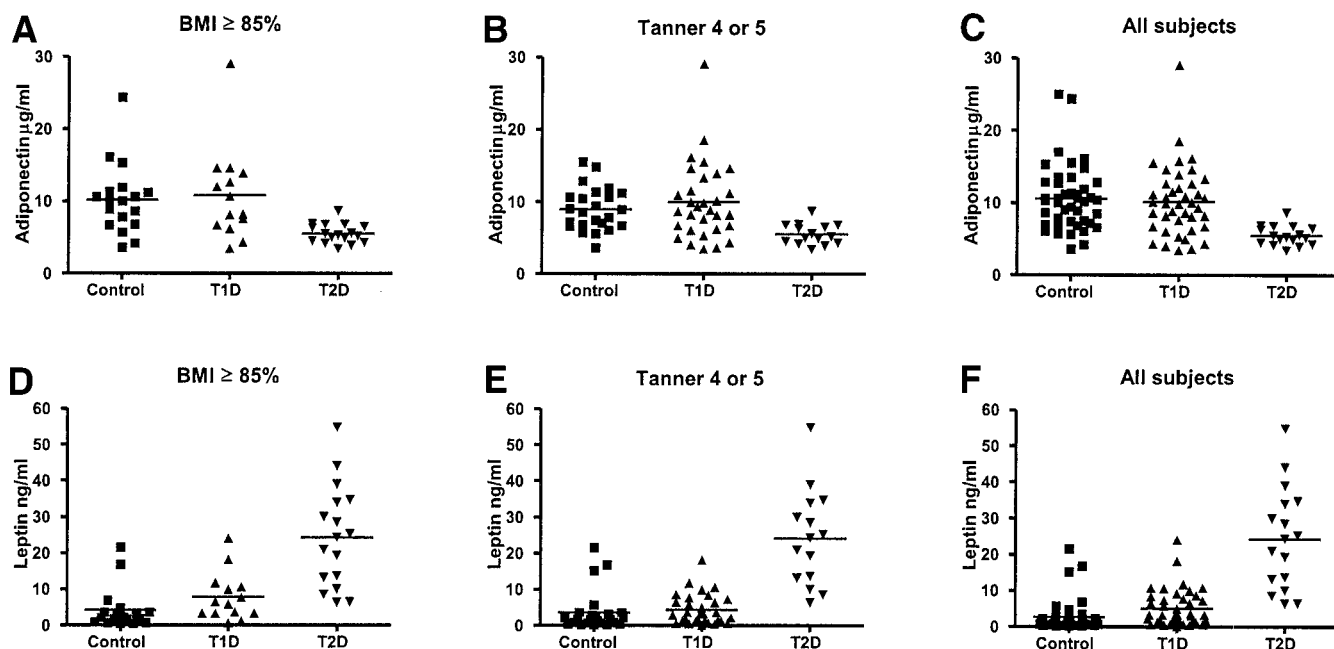 A
BMI ≥ 85%
Adiponectin µg/ml
30
20
10
0
Control T1D T2D
B
Tanner 4 or 5
Adiponectin µg/ml
30
20
10
0
Control T1D T2D
C
All subjects
Adiponectin µg/ml
30
20
10
0
Control T1D T2D
D
BMI ≥ 85%
Leptin ng/ml
60
50
40
30
20
10
0
Control T1D T2D
E
Tanner 4 or 5
Leptin ng/ml
60
50
40
30
20
10
0
Control T1D T2D
F
All subjects
Leptin ng/ml
60
50
40
30
20
10
0
Control T1D T2D